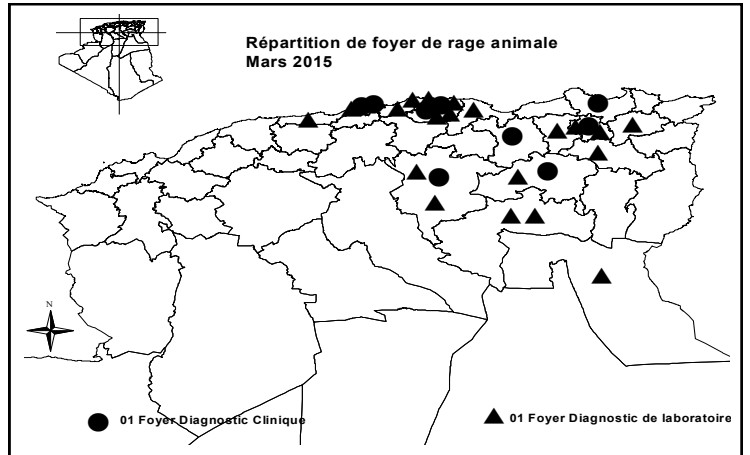 Répartition de foyer de rage animale
Mars 2015
N
01 Foyer Diagnostic Clinique
01 Foyer Diagnostic de laboratoire